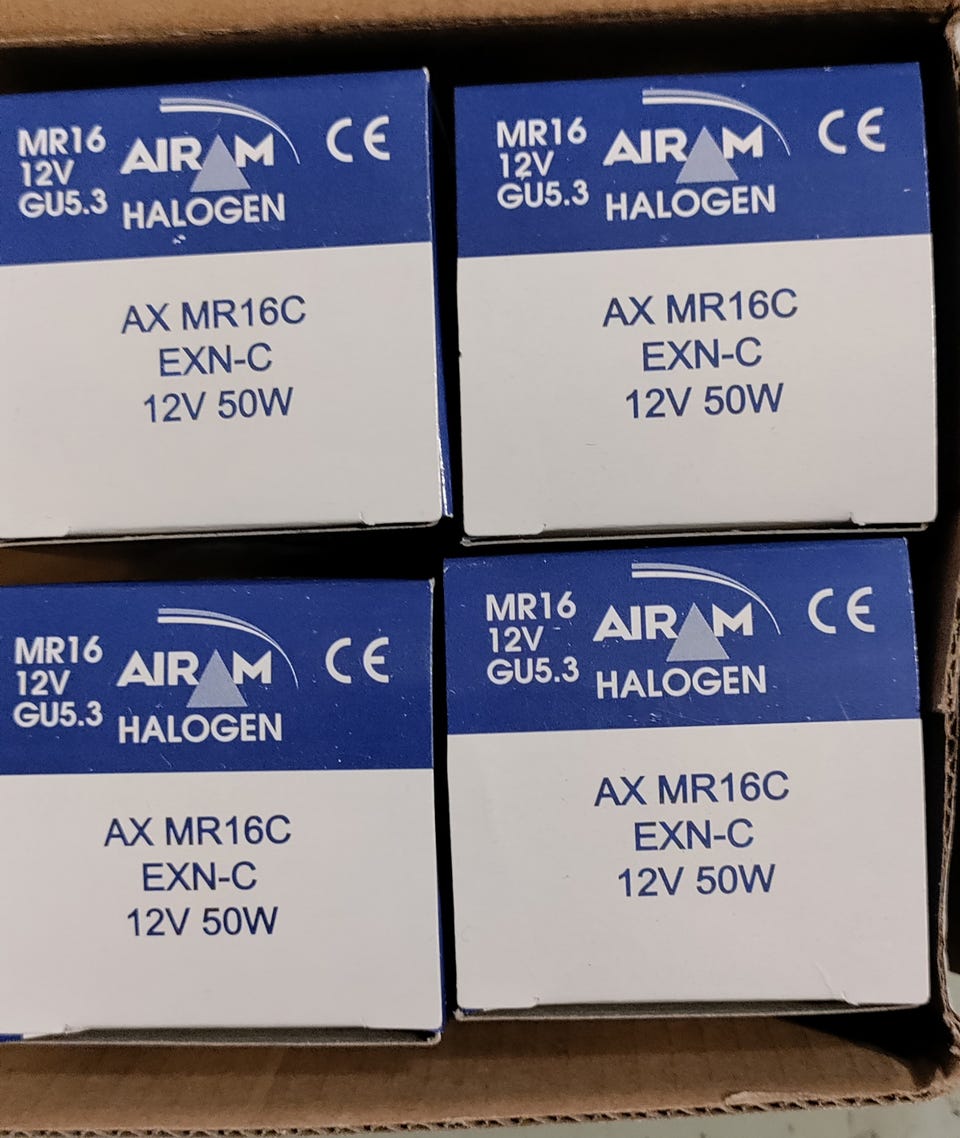 MR16
12V
GU5.3
AIRAM
HALOGEN
CE
AX MR16C
EXN-C
12V 50W
MR16
12V
GU5.3
AIRAM
HALOGEN
CE
AX MR16C
EXN-C
12V 50W
MR16
12V
GU5.3
AIRAM
HALOGEN
CE
AX MR16C
EXN-C
12V 50W
MR16
12V
GU5.3
AIRAM
HALOGEN
CE
AX MR16C
EXN-C
12V 50W